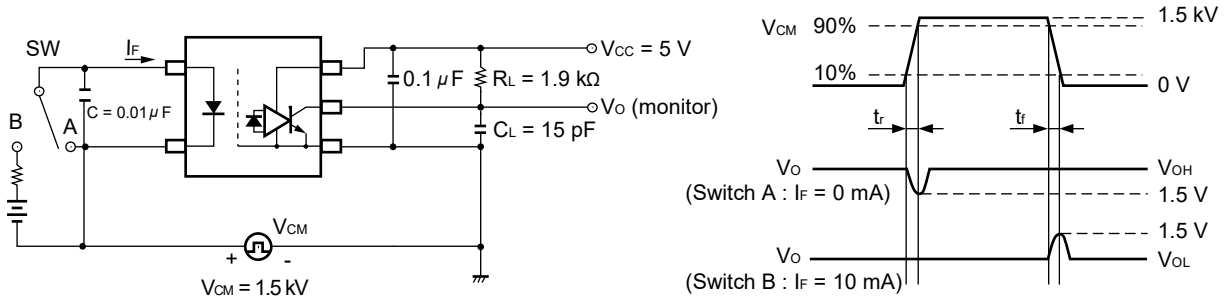 SW
IF
B
A
C = 0.01 μF
0.1 μF
VCC = 5 V
RL = 1.9 kΩ
VO (monitor)
CL = 15 pF
VCM
+ -
VCM = 1.5 kV
VCM 90%
10%
1.5 kV
0 V
tr
tf
VO
(Switch A : IF = 0 mA)
VOH
1.5 V
1.5 V
VO
(Switch B : IF = 10 mA)
VOL